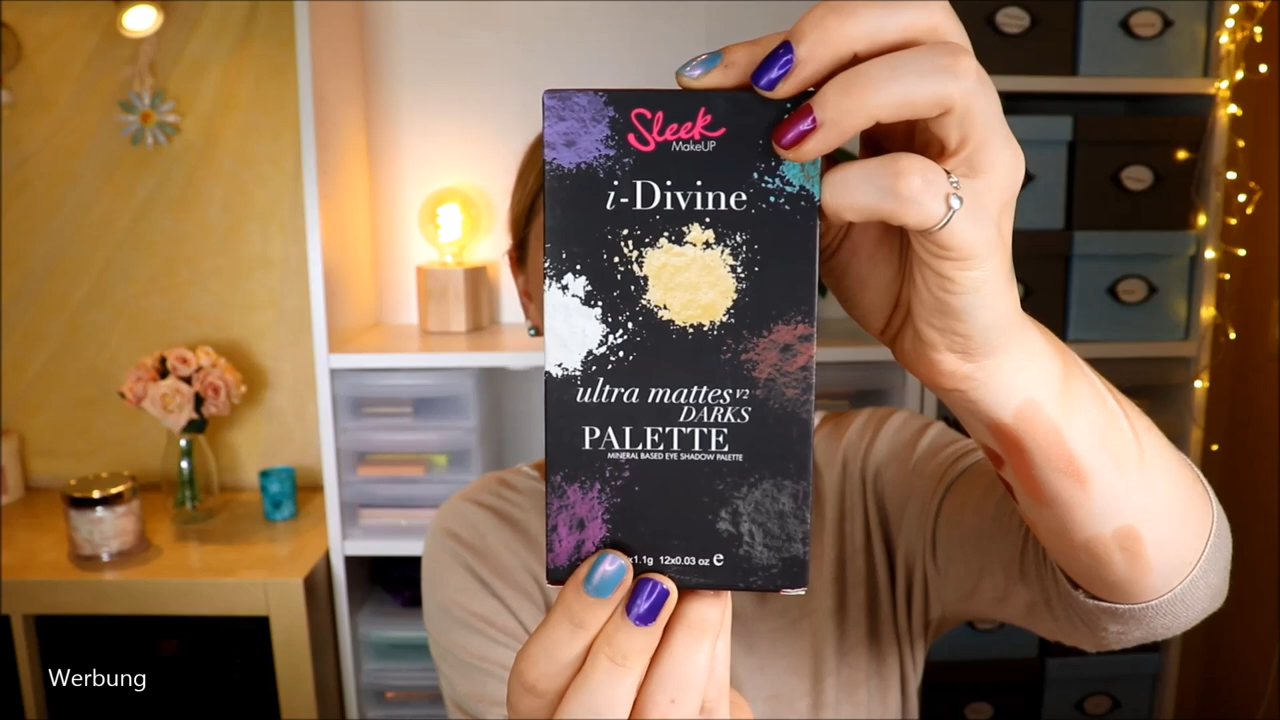 Sleek
MakeUP
i-Divine
ultra mattes V2
DARKS
PALETTE
MINERAL BASED EYE SHADOW PALETTE
x1.1g 12x0.03 oz e
Werbung